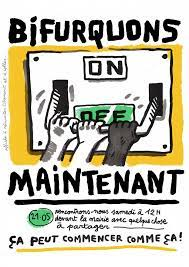 BiFURQUONS
ON
OFF
MAiNTENANT
21-05
rencontrons-nous samedi à 12H
devant la mairie avec quelque chose
à partager
ÇA PEUT COMMENCER COMME ÇA!